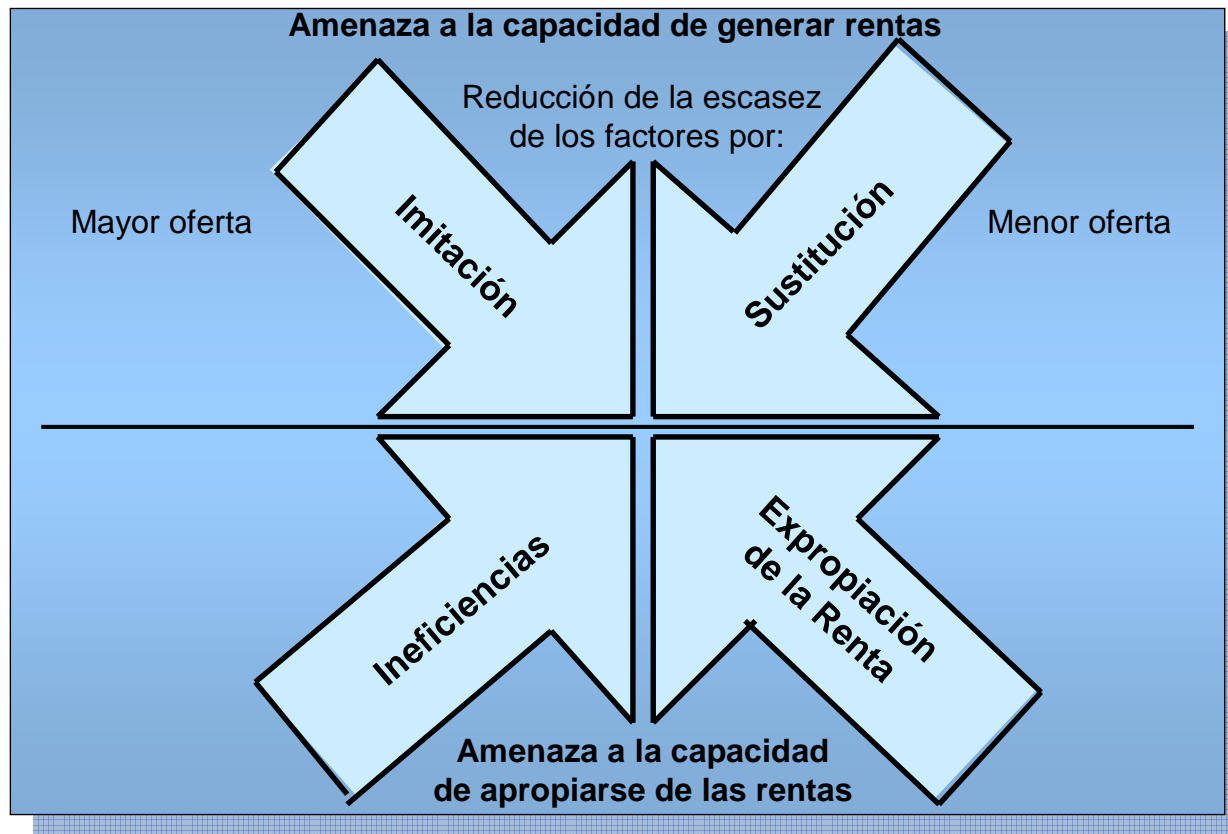 Amenaza a la capacidad de generar rentas
Reducción de la escasez
de los factores por:
Mayor oferta
Imitación
Sustitución
Menor oferta
Ineficiencias
Expropiación
de la Renta
Amenaza a la capacidad
de apropiarse de las rentas